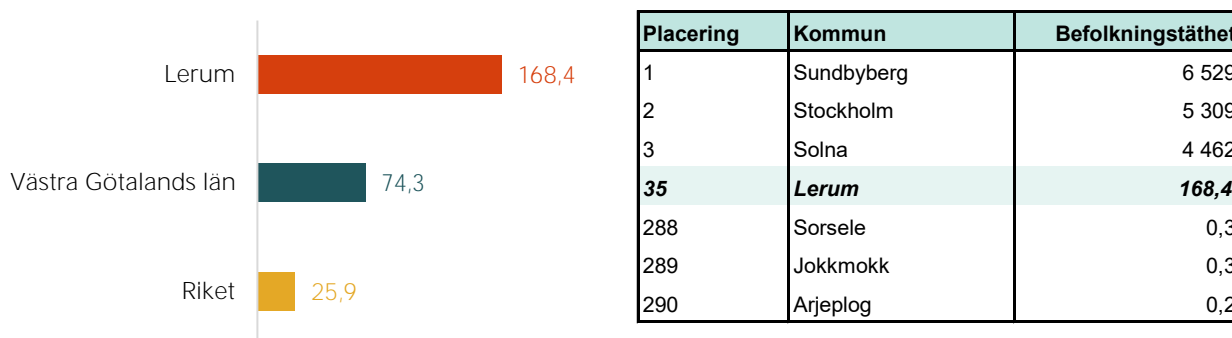 Lerum 168,4
Västra Götalands län 74,3
Riket 25,9
Placering Kommun Befolkningstäthet
1 Sundbyberg 6 529
2 Stockholm 5 309
3 Solna 4 462
35 Lerum 168,4
288 Sorsele 0,3
289 Jokkmokk 0,3
290 Arjeplog 0,2